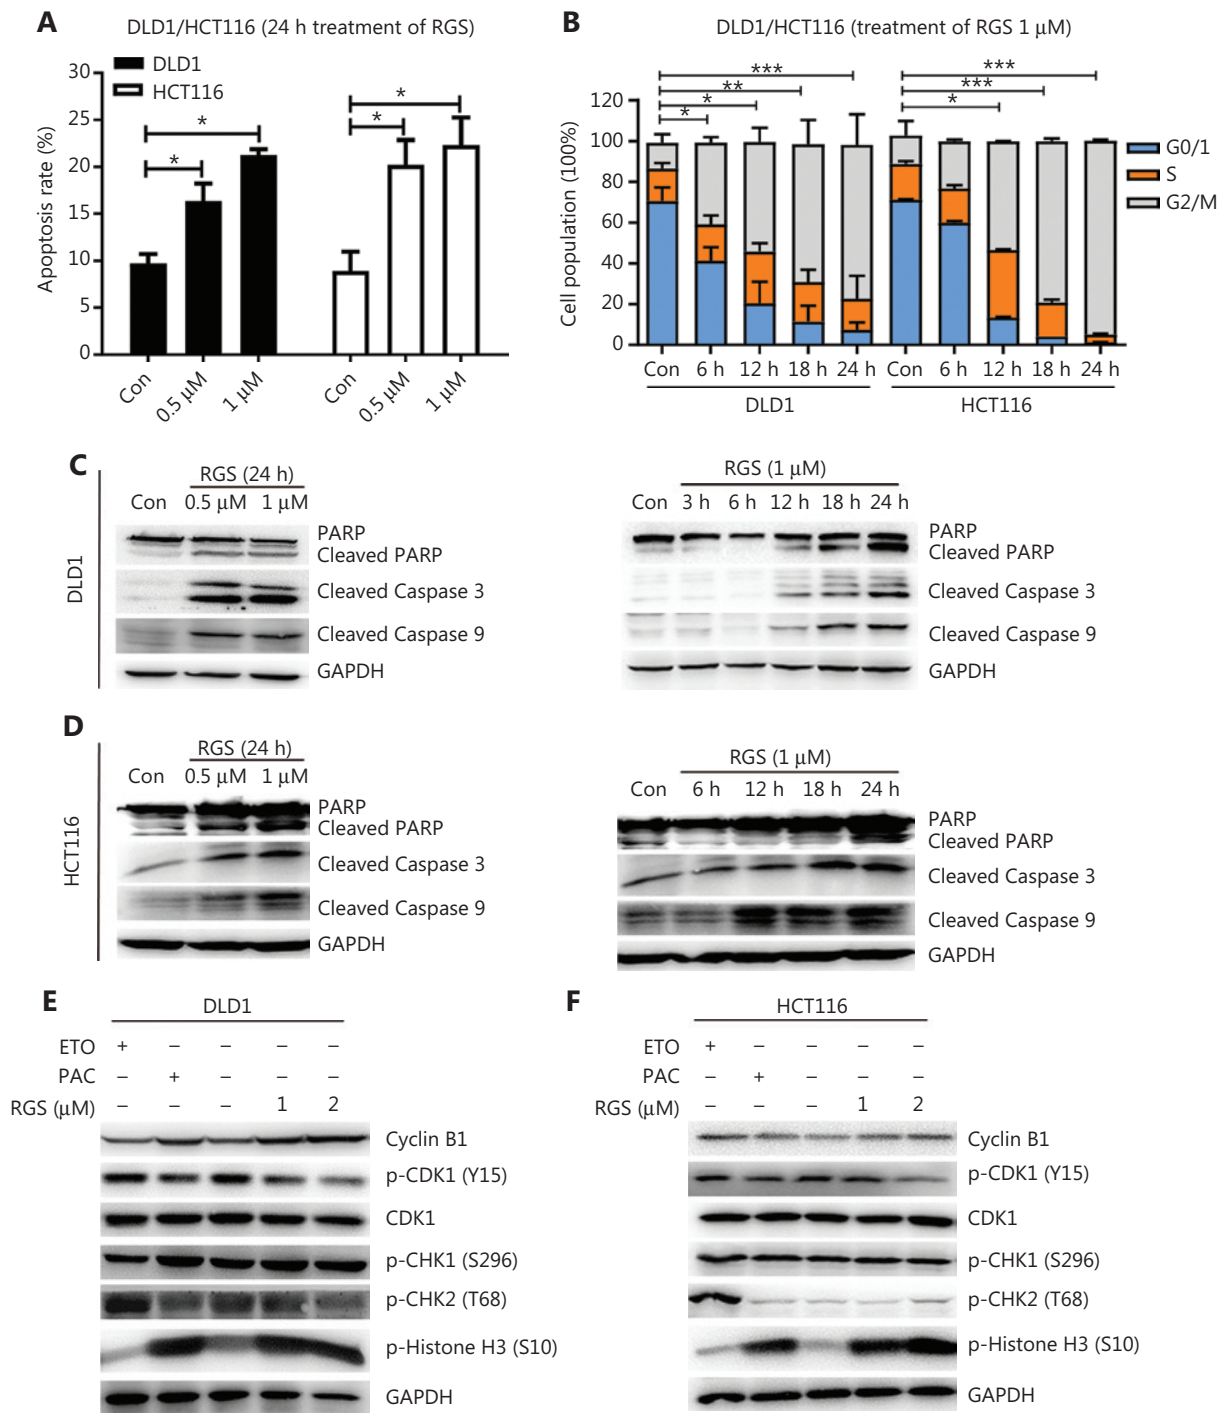 A
DLD1/HCT116 (24 h treatment of RGS)
DLD1
HCT116
Apoptosis rate (%)
30
25
20
15
10
5
0
* * * *
Con 0.5 μM 1 μM Con 0.5 μM 1 μM
B
DLD1/HCT116 (treatment of RGS 1 μM)
Cell population (100%)
120
100
80
60
40
20
0
***
**
*
*
***
***
*
G0/1
S
G2/M
Con 6 h 12 h 18 h 24 h Con 6 h 12 h 18 h 24 h
DLD1 HCT116
C
DLD1
RGS (24 h)
Con 0.5 μM 1 μM
PARP
Cleaved PARP
Cleaved Caspase 3
Cleaved Caspase 9
GAPDH
RGS (1 μM)
Con 3 h 6 h 12 h 18 h 24 h
PARP
Cleaved PARP
Cleaved Caspase 3
Cleaved Caspase 9
GAPDH
D
HCT116
RGS (24 h)
Con 0.5 μM 1 μM
PARP
Cleaved PARP
Cleaved Caspase 3
Cleaved Caspase 9
GAPDH
RGS (1 μM)
Con 6 h 12 h 18 h 24 h
PARP
Cleaved PARP
Cleaved Caspase 3
Cleaved Caspase 9
GAPDH
E
DLD1
ETO + – – – –
PAC – + – – –
RGS (μM) – – – 1 2
Cyclin B1
p-CDK1 (Y15)
CDK1
p-CHK1 (S296)
p-CHK2 (T68)
p-Histone H3 (S10)
GAPDH
F
HCT116
ETO + – – – –
PAC – + – – –
RGS (μM) – – – 1 2
Cyclin B1
p-CDK1 (Y15)
CDK1
p-CHK1 (S296)
p-CHK2 (T68)
p-Histone H3 (S10)
GAPDH